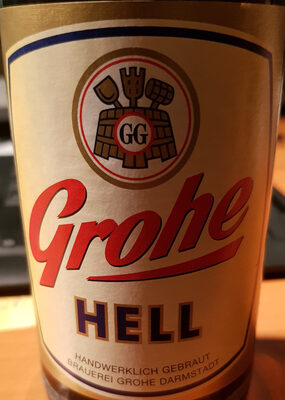 GG
Grohe
HELL
HANDWERKLICH GEBRAUT
BRAUEREI GROHE DARMSTADT